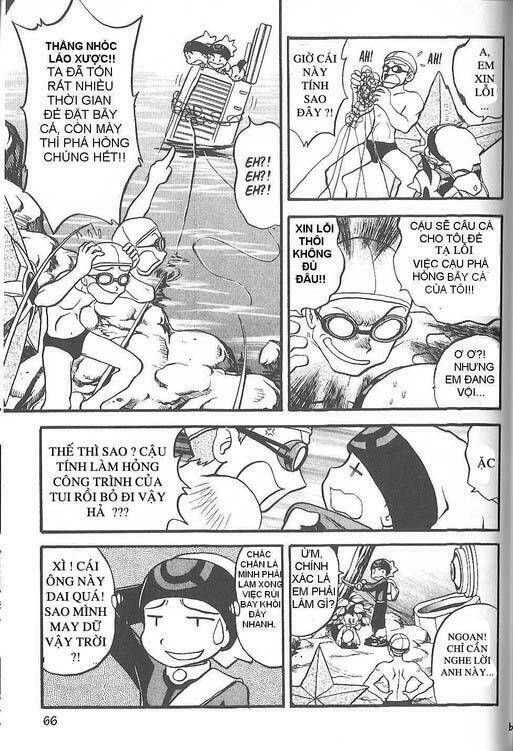 THẰNG NHÓC
LÁO XƯỢC!!
TA ĐÃ TỐN
RẤT NHIỀU
THỜI GIAN
ĐỂ ĐẶT BẪY
CÁ, CÒN MÀY
THÌ PHÁ HỎNG
CHÚNG HẾT!!
EH?!
EH?!
EH?!
GIỜ CÁI
NÀY
TÍNH
SAO
ĐÂY ?!
AH!
AH!
A,
EM
XIN
LỖI
...
XIN LỖI
THÔI
KHÔNG
ĐỦ
ĐÂU!!
CẬU SẼ CÂU CÁ
CHO TÔI ĐỂ
TẠ LỖI
VIỆC CẬU PHÁ
HỎNG BẪY CÁ
CỦA TÔI!!
Ơ Ơ?!
NHƯNG
EM ĐANG
VỘI...
THẾ THÌ SAO ? CẬU
TÍNH LÀM HỎNG
CÔNG TRÌNH CỦA
TUI RỒI BỎ ĐI VẬY
HẢ ???
ẶC
XÌ ! CÁI
ÔNG NÀY
DAI QUÁ!
SAO MÌNH
MAY DỮ
VẬY TRỜI
?!
CHẮC
CHẮN LÀ
MÌNH PHẢI
LÀM XONG
VIỆC RÙI
BAY KHỎI
ĐÂY
NHANH.
ỪM,
CHÍNH
XÁC LÀ
EM PHẢI
LÀM GÌ?
NGOAN!
CHỈ CẦN
NGHE LỜI
ANH NÀY...
66